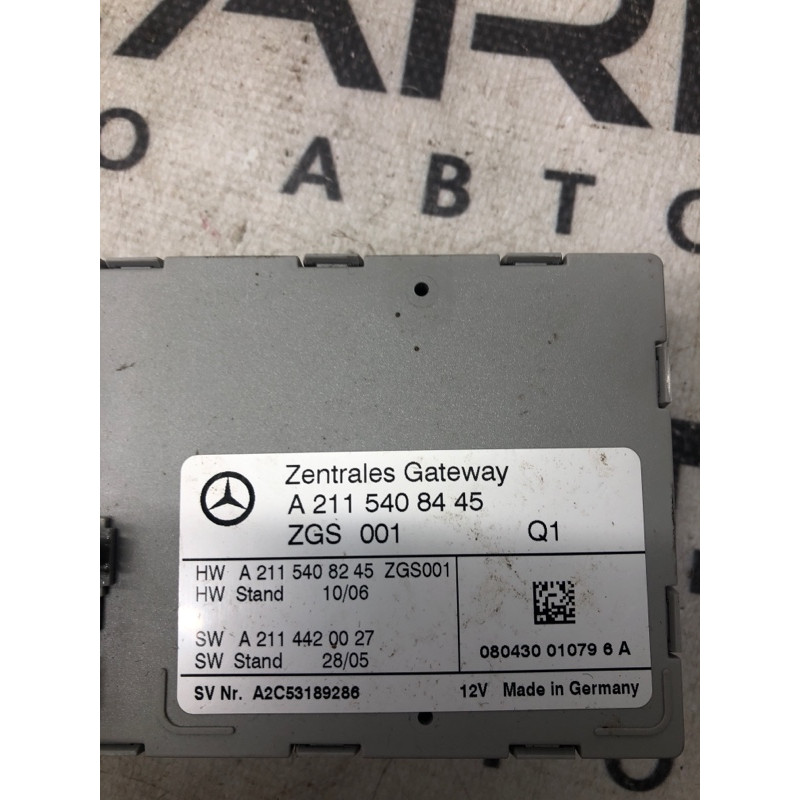 АВТО
Zentrales Gateway
A 211 540 84 45
ZGS 001 Q1
HW A 211 540 82 45 ZGS001
HW Stand 10/06
SW A 211 442 00 27
SW Stand 28/05
080430 01079 6 A
SV Nr. A2C53189286 12V Made in Germany